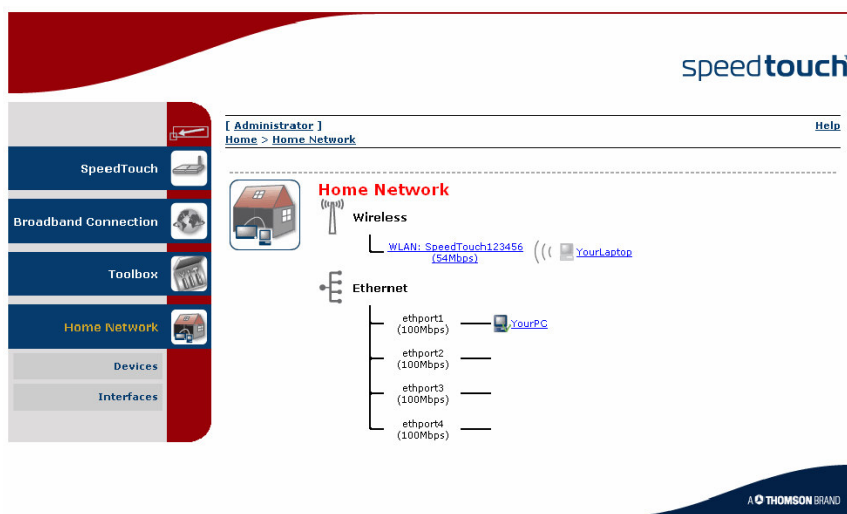 speedtouch
[ Administrator ]
Help
Home > Home Network
SpeedTouch
Broadband Connection
Toolbox
Home Network
Devices
Interfaces
Home Network
Wireless
WLAN: SpeedTouch123456
(54Mbps)
YourLaptop
Ethernet
ethport1
(100Mbps)
YourPC
ethport2
(100Mbps)
ethport3
(100Mbps)
ethport4
(100Mbps)
A THOMSON BRAND